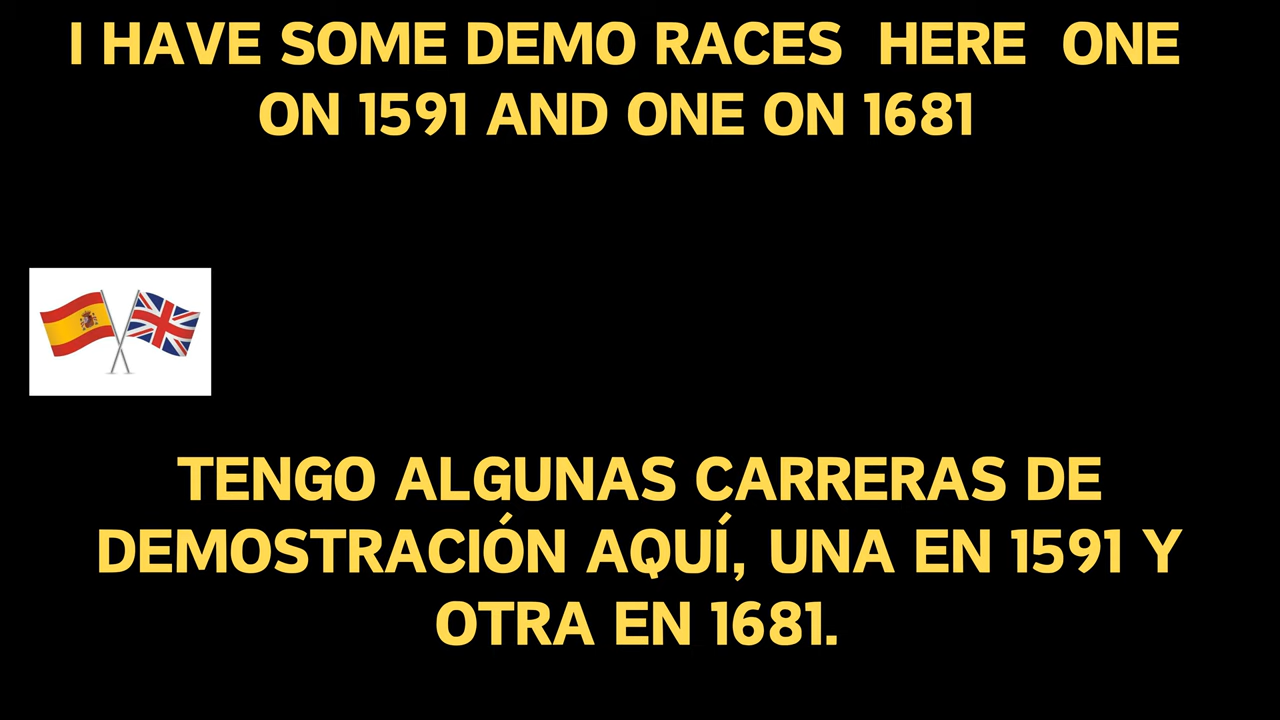 I HAVE SOME DEMO RACES HERE ONE
ON 1591 AND ONE ON 1681
TENGO ALGUNAS CARRERAS DE
DEMOSTRACIÓN AQUÍ, UNA EN 1591 Y
OTRA EN 1681.